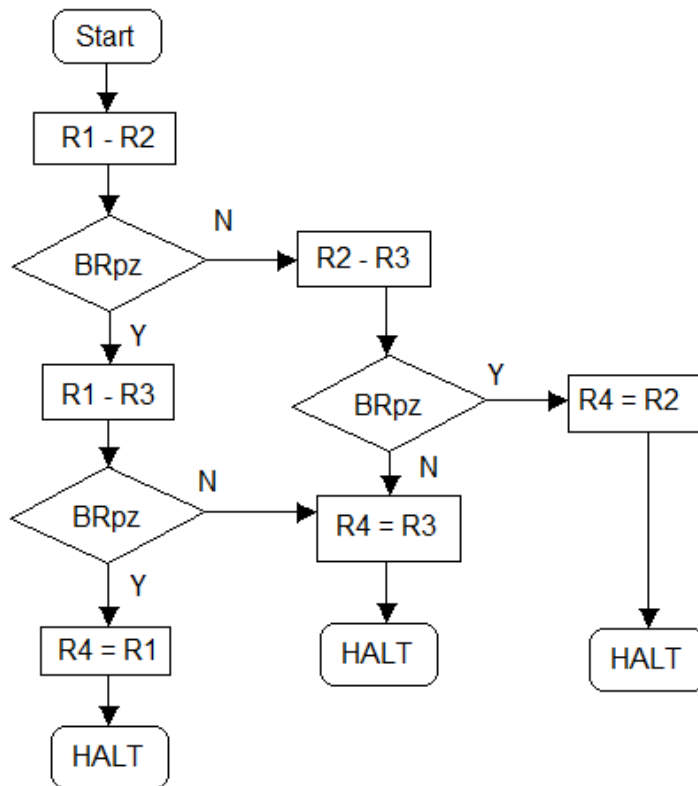 Start
R1 - R2
BRpz
N
R2 - R3
Y
R1 - R3
BRpz
Y
R4 = R2
N
BRpz
N
R4 = R3
Y
R4 = R1
HALT
HALT
HALT